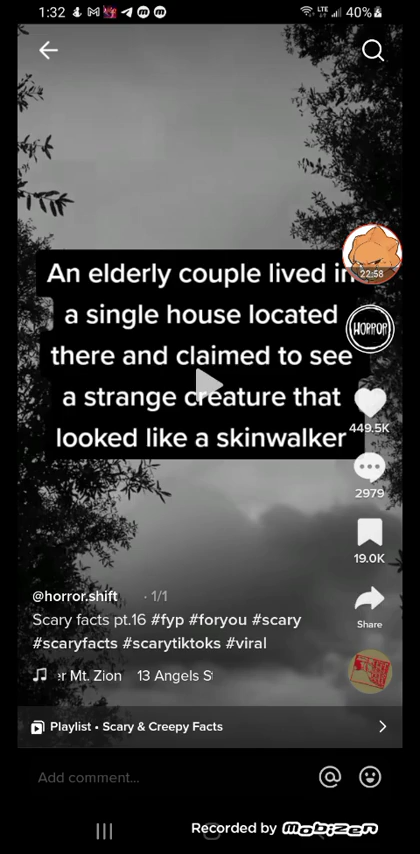 1:32
LTE
40%
An elderly couple lived in
a single house located
there and claimed to see
a strange creature that
looked like a skinwalker
22:58
HORROR
449.5K
2979
19.0K
Share
@horror.shift · 1/1
Scary facts pt.16 #fyp #foryou #scary
#scaryfacts #scarytiktoks #viral
er Mt. Zion 13 Angels S
Playlist • Scary & Creepy Facts
Add comment...
Recorded by Mobizen